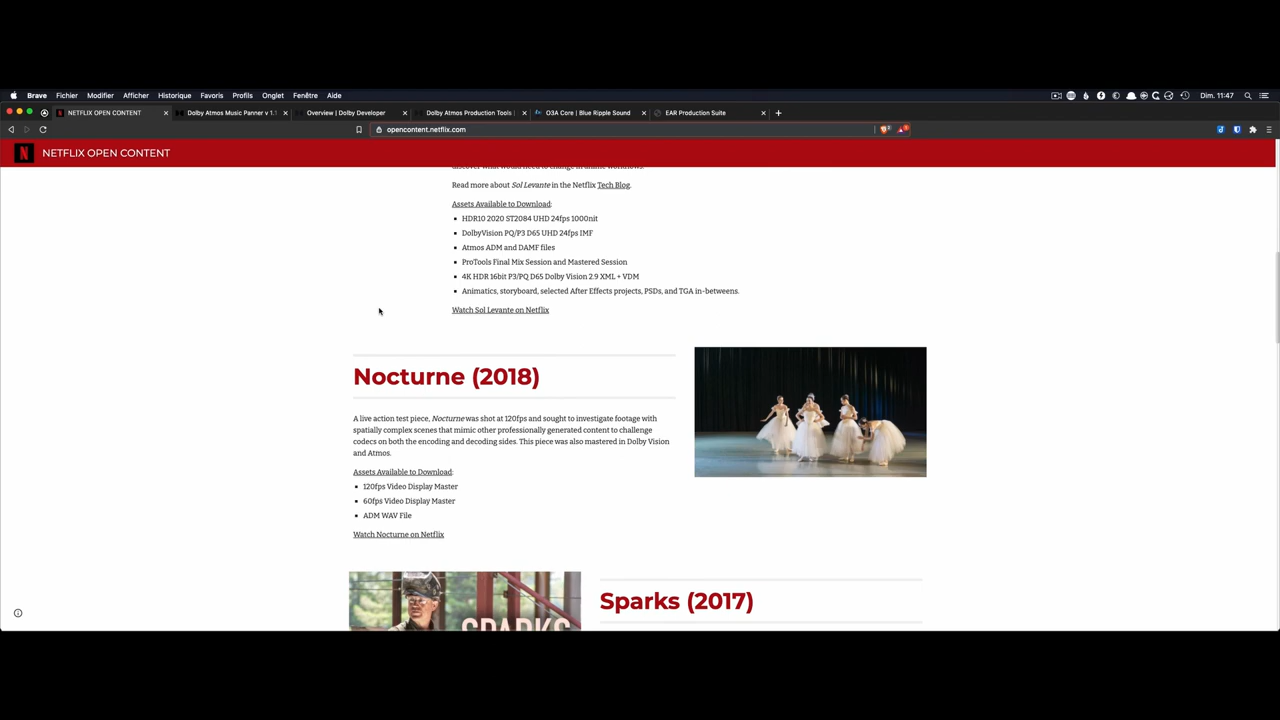 Brave Fichier Modifier Afficher Historique Favoris Profils Onglet Fenêtre Aide Dim. 11:47
NETFLIX OPEN CONTENT Dolby Atmos Music Panner v 1.1 Overview | Dolby Developer Dolby Atmos Production Tools | O3A Core | Blue Ripple Sound EAR Production Suite
opencontent.netflix.com
NETFLIX OPEN CONTENT
Read more about Sol Levante in the Netflix Tech Blog.
Assets Available to Download:
HDR10 2020 ST2084 UHD 24fps 1000nit
DolbyVision PQ/P3 D65 UHD 24fps IMF
Atmos ADM and DAMF files
ProTools Final Mix Session and Mastered Session
4K HDR 16bit P3/PQ D65 Dolby Vision 2.9 XML + VDM
Animatics, storyboard, selected After Effects projects, PSDs, and TGA in-betweens.
Watch Sol Levante on Netflix
Nocturne (2018)
A live action test piece, Nocturne was shot at 120fps and sought to investigate footage with
spatially complex scenes that mimic other professionally generated content to challenge
codecs on both the encoding and decoding sides. This piece was also mastered in Dolby Vision
and Atmos.
Assets Available to Download:
120fps Video Display Master
60fps Video Display Master
ADM WAV File
Watch Nocturne on Netflix
SPARKS
Sparks (2017)